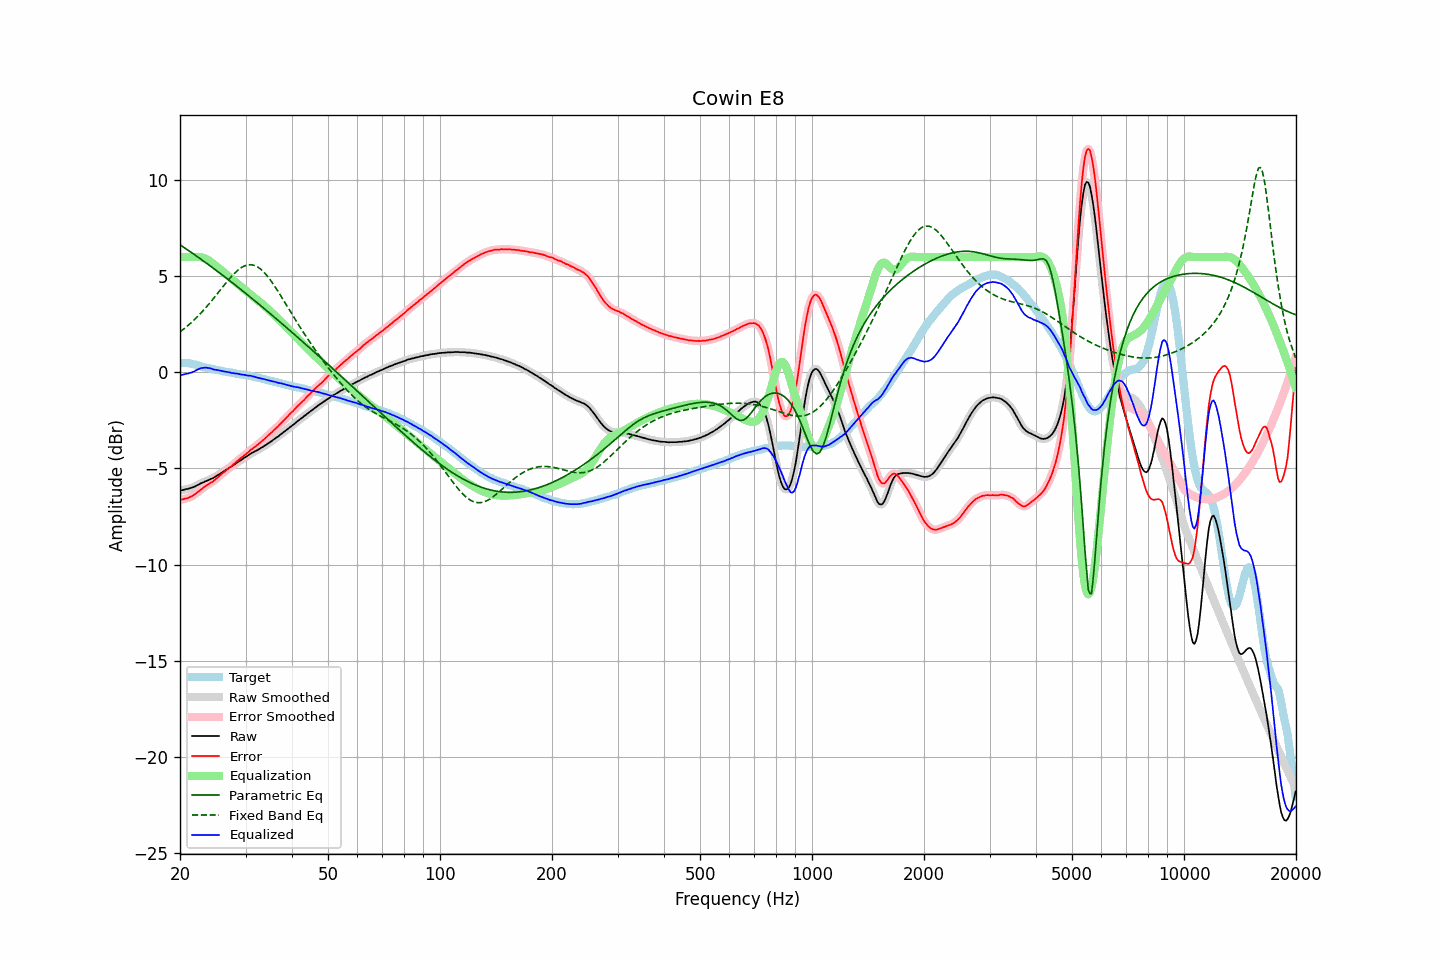 Cowin E8
Amplitude (dBr)
10
5
0
−5
−10
−15
−20
−25
Target
Raw Smoothed
Error Smoothed
Raw
Error
Equalization
Parametric Eq
Fixed Band Eq
Equalized
20 50 100 200 500 1000 2000 5000 10000 20000
Frequency (Hz)